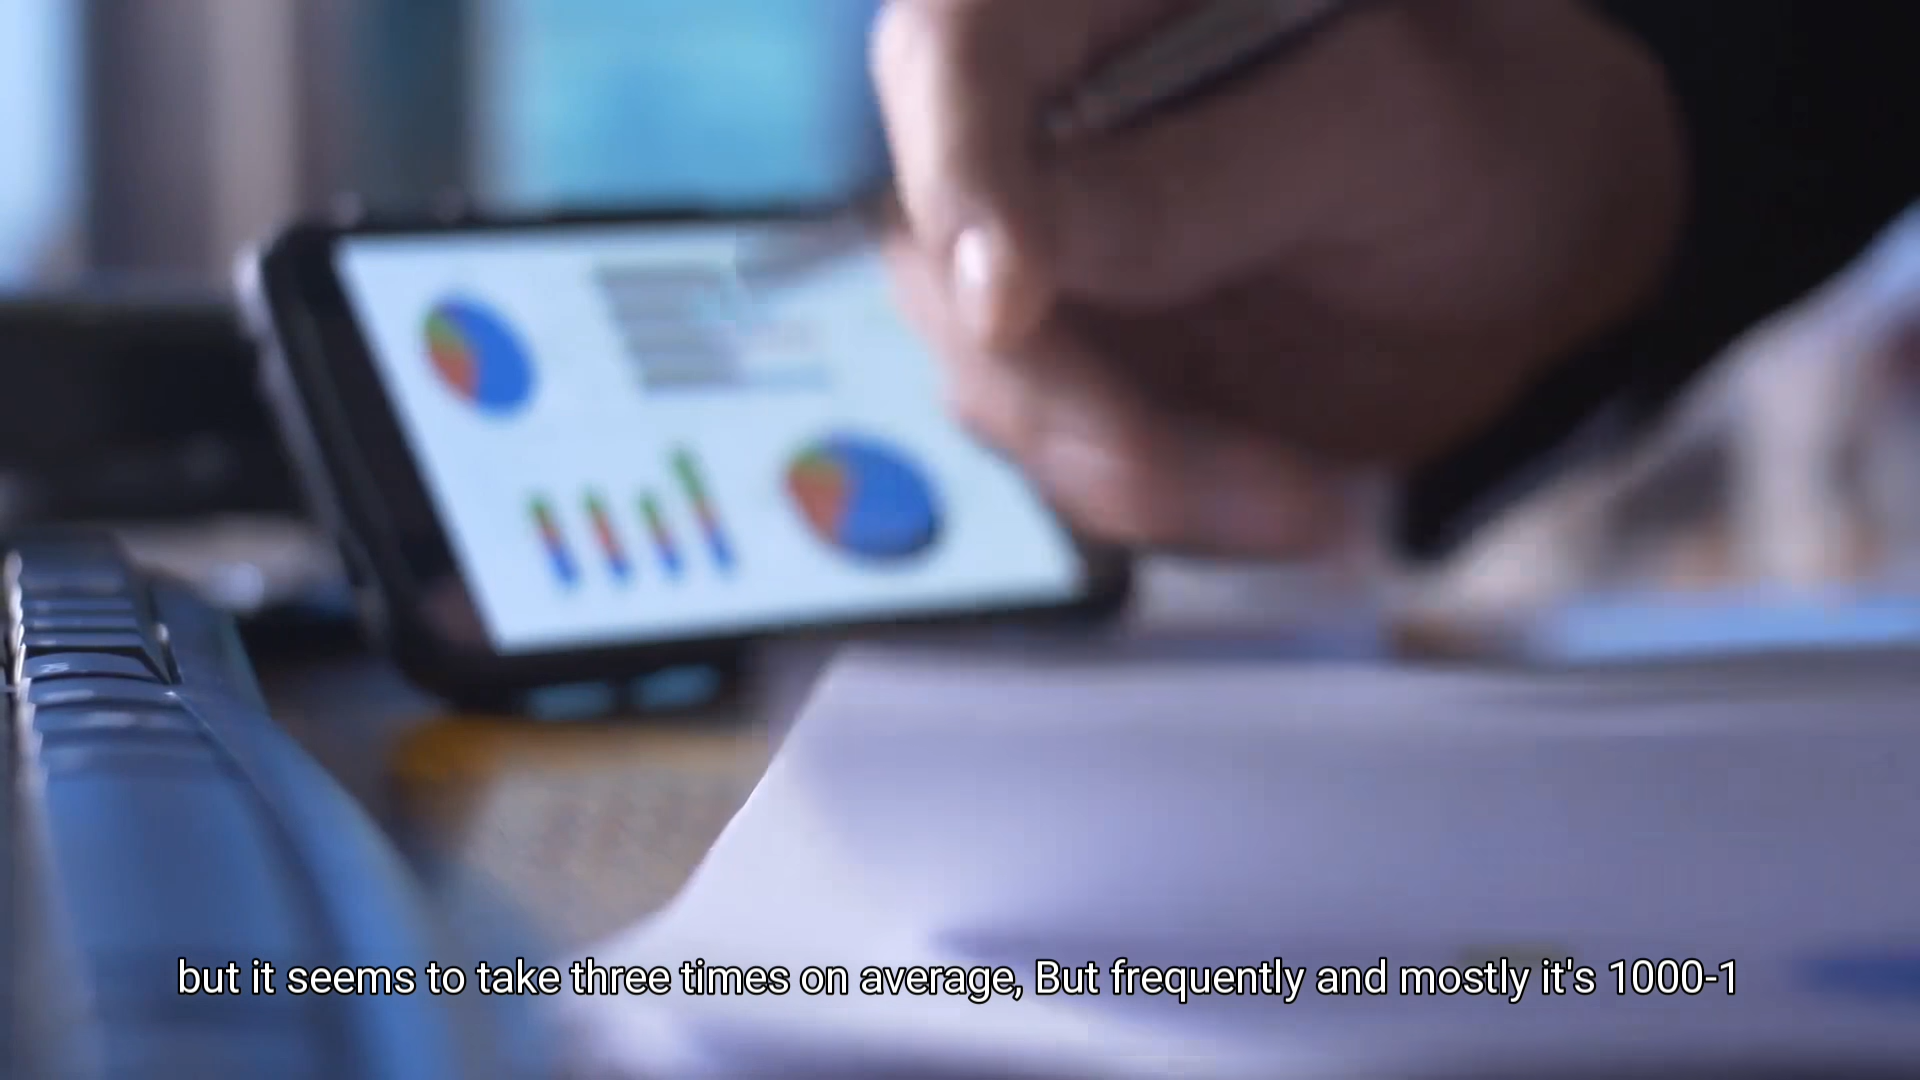 but it seems to take three times on average, But frequently and mostly it's 1000-1